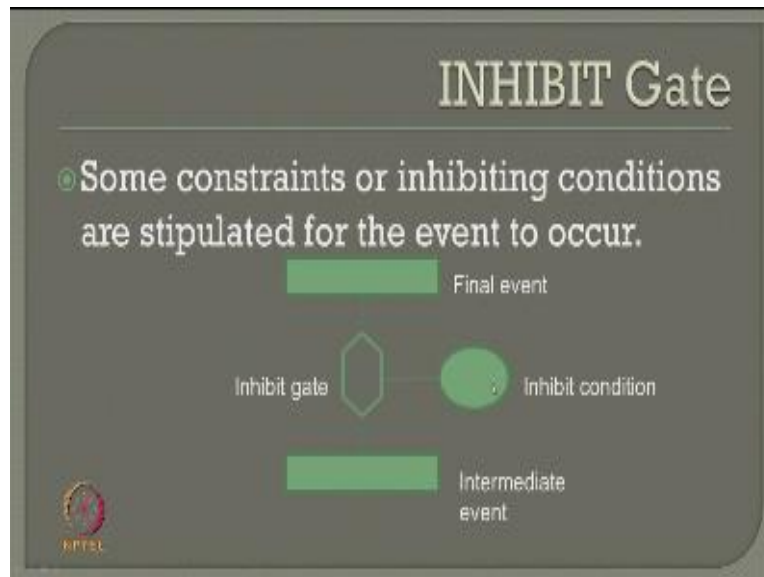 INHIBIT Gate
Some constraints or inhibiting conditions
are stipulated for the event to occur.
Final event
Inhibit gate
Inhibit condition
Intermediate
event
NPTEL